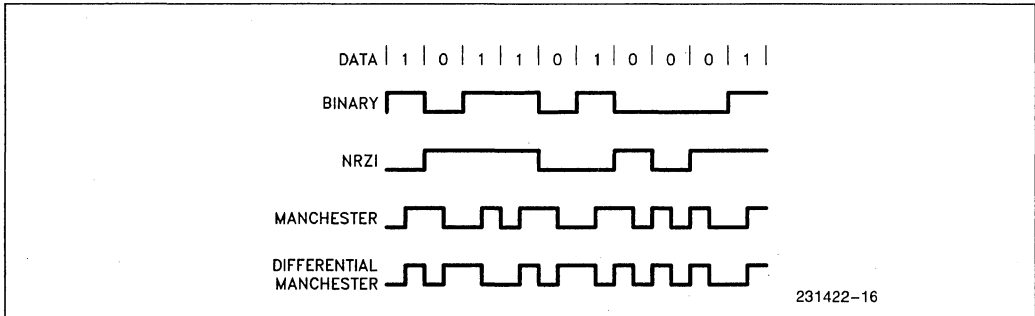 DATA | 1 | 0 | 1 | 1 | 0 | 1 | 0 | 0 | 0 | 1 |
BINARY
NRZI
MANCHESTER
DIFFERENTIAL
MANCHESTER
231422-16